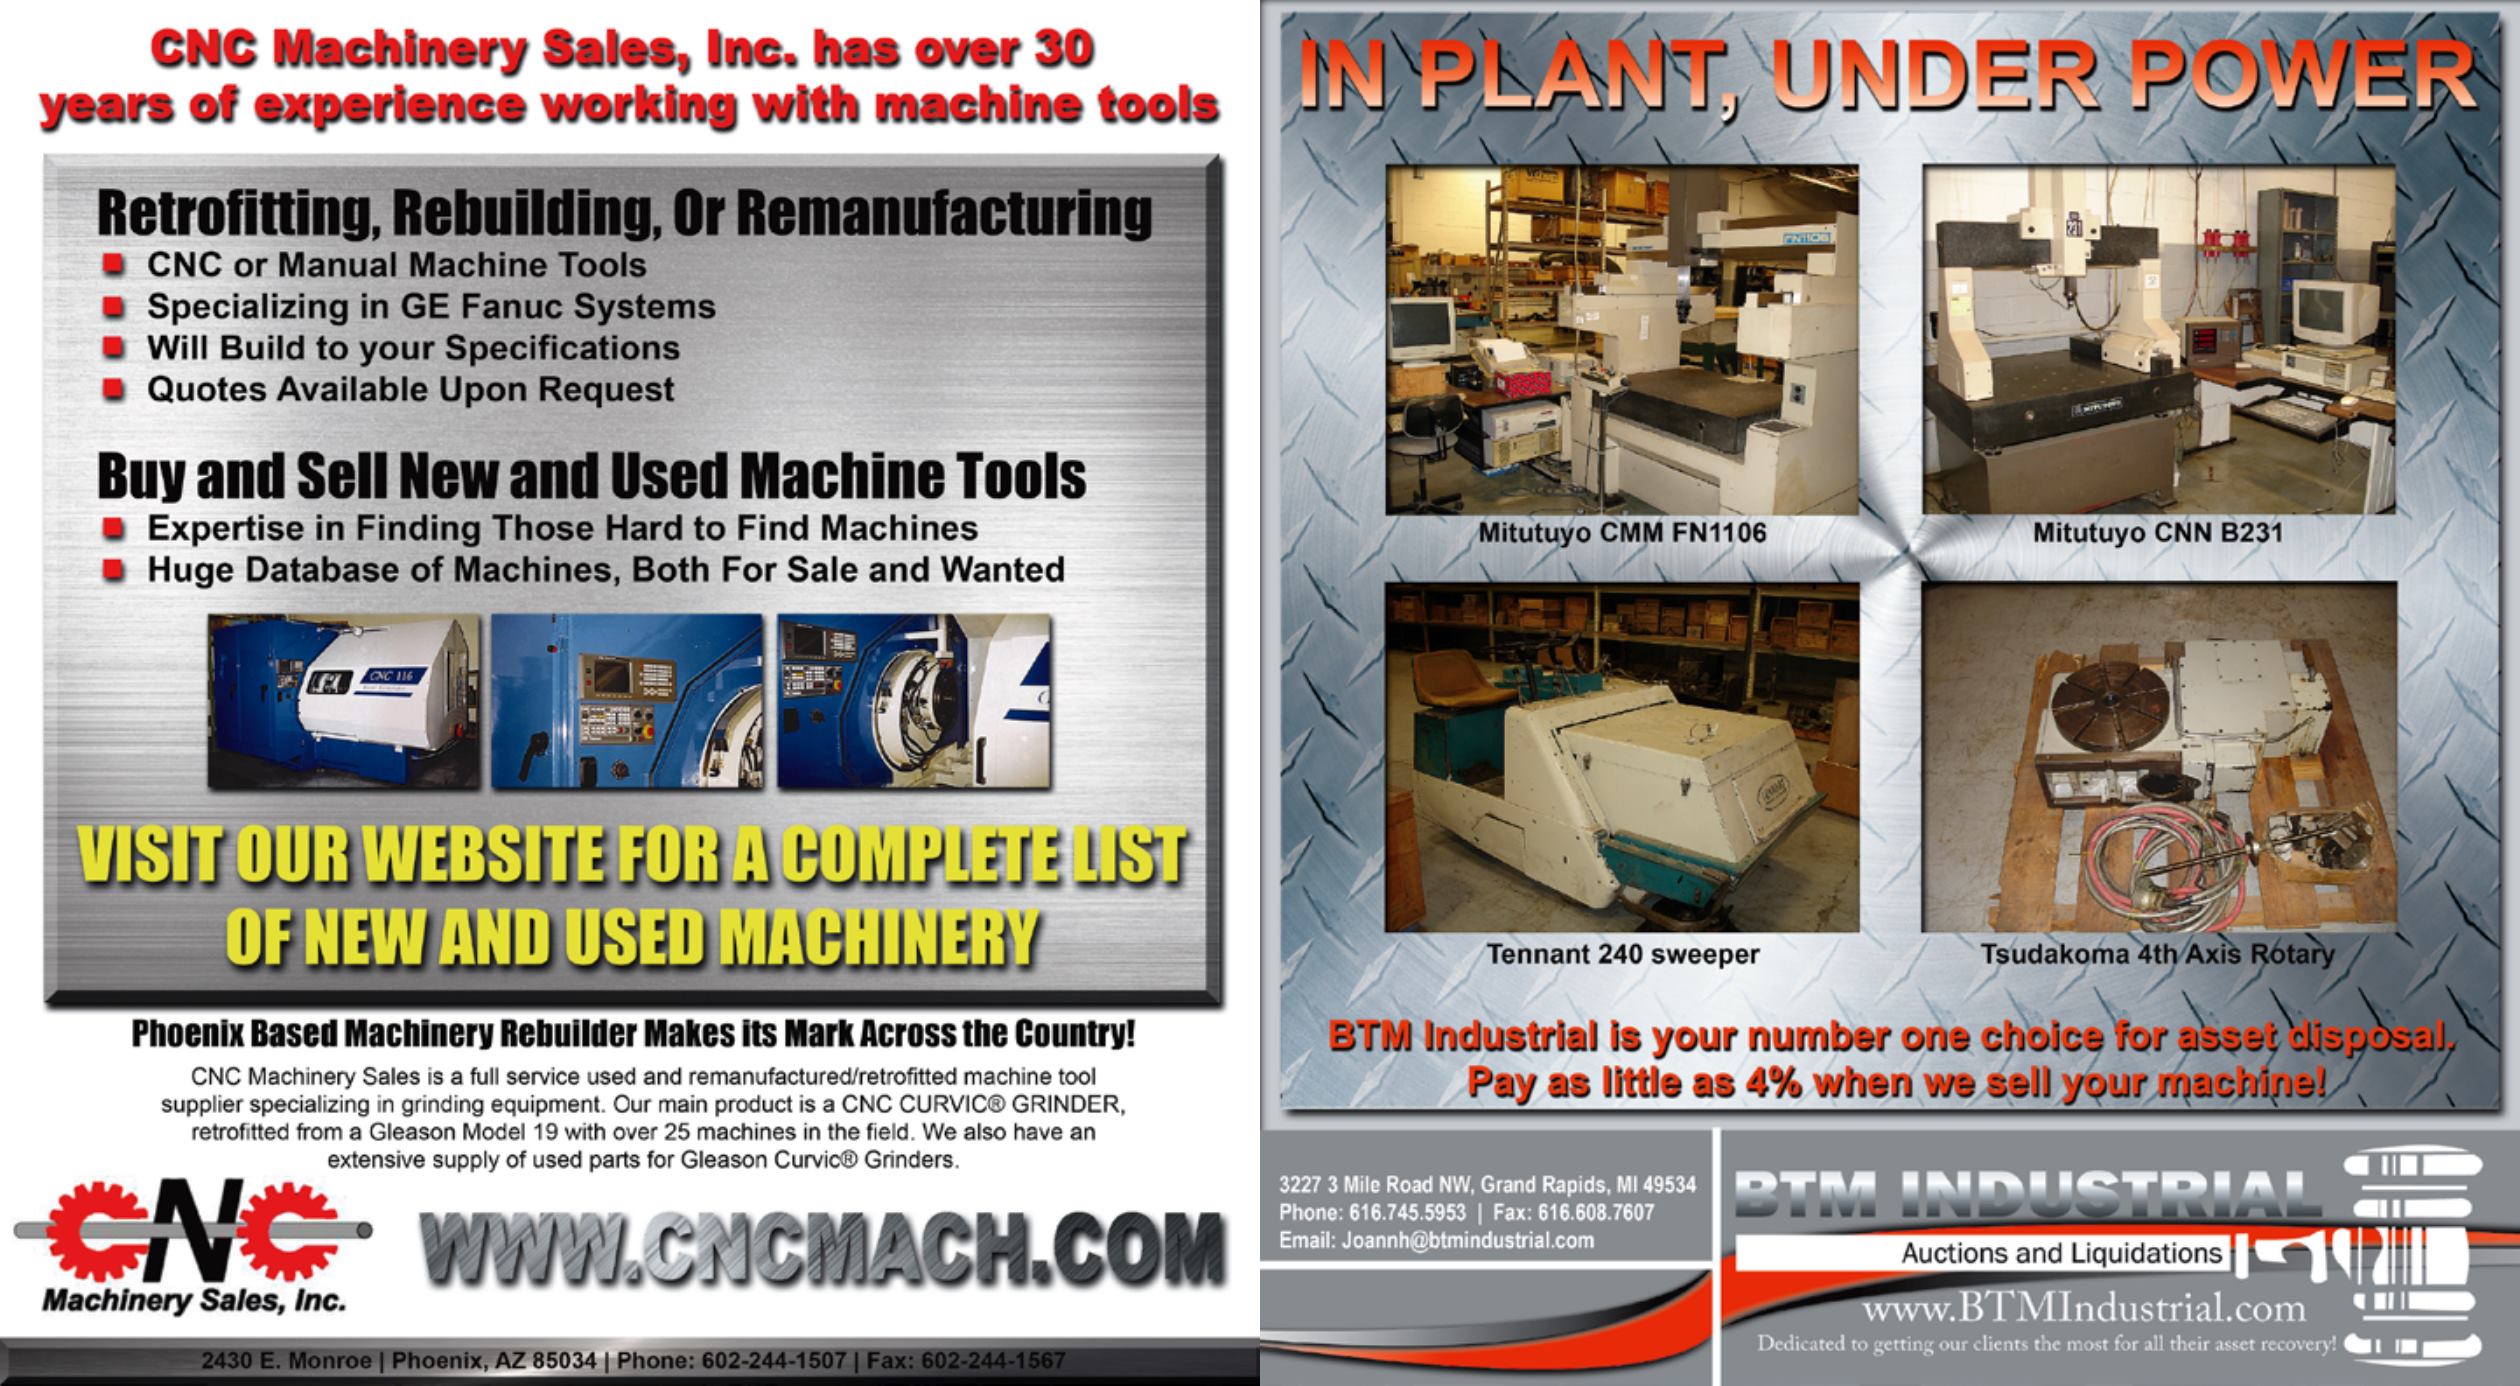 CNC Machinery Sales, Inc. has over 30
years of experience working with machine tools
Retrofitting, Rebuilding, Or Remanufacturing
CNC or Manual Machine Tools
Specializing in GE Fanuc Systems
Will Build to your Specifications
Quotes Available Upon Request
Buy and Sell New and Used Machine Tools
Expertise in Finding Those Hard to Find Machines
Huge Database of Machines, Both For Sale and Wanted
CNC 116
VISIT OUR WEBSITE FOR A COMPLETE LIST
OF NEW AND USED MACHINERY
Phoenix Based Machinery Rebuilder Makes its Mark Across the Country!
CNC Machinery Sales is a full service used and remanufactured/retrofitted machine tool
supplier specializing in grinding equipment. Our main product is a CNC CURVIC® GRINDER,
retrofitted from a Gleason Model 19 with over 25 machines in the field. We also have an
extensive supply of used parts for Gleason Curvic® Grinders.
CNC
Machinery Sales, Inc.
WWW.CNCMACH.COM
2430 E. Monroe | Phoenix, AZ 85034 | Phone: 602-244-1507 | Fax: 602-244-1567
IN PLANT, UNDER POWER
FN1106
231
MITUTOYO
Mitutuyo CMM FN1106
Mitutuyo CNN B231
Tennant 240 sweeper
Tsudakoma 4th Axis Rotary
BTM Industrial is your number one choice for asset disposal.
Pay as little as 4% when we sell your machine!
3227 3 Mile Road NW, Grand Rapids, MI 49534
Phone: 616.745.5953 | Fax: 616.608.7607
Email: Joannh@btmindustrial.com
BTM INDUSTRIAL
Auctions and Liquidations
www.BTMIndustrial.com
Dedicated to getting our clients the most for all their asset recovery!